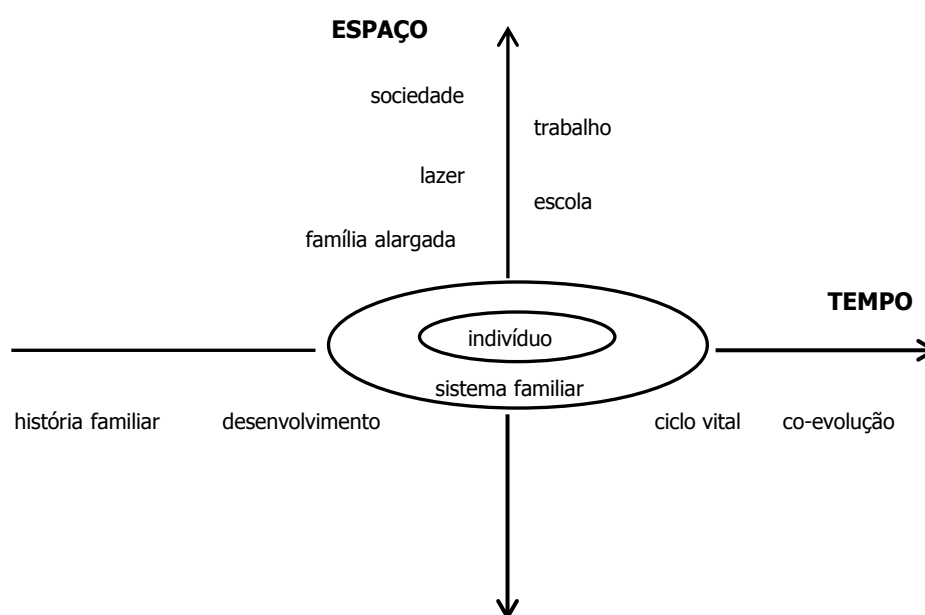 ESPAÇO
sociedade
trabalho
lazer
escola
família alargada
TEMPO
indivíduo
sistema familiar
história familiar desenvolvimento ciclo vital co-evolução